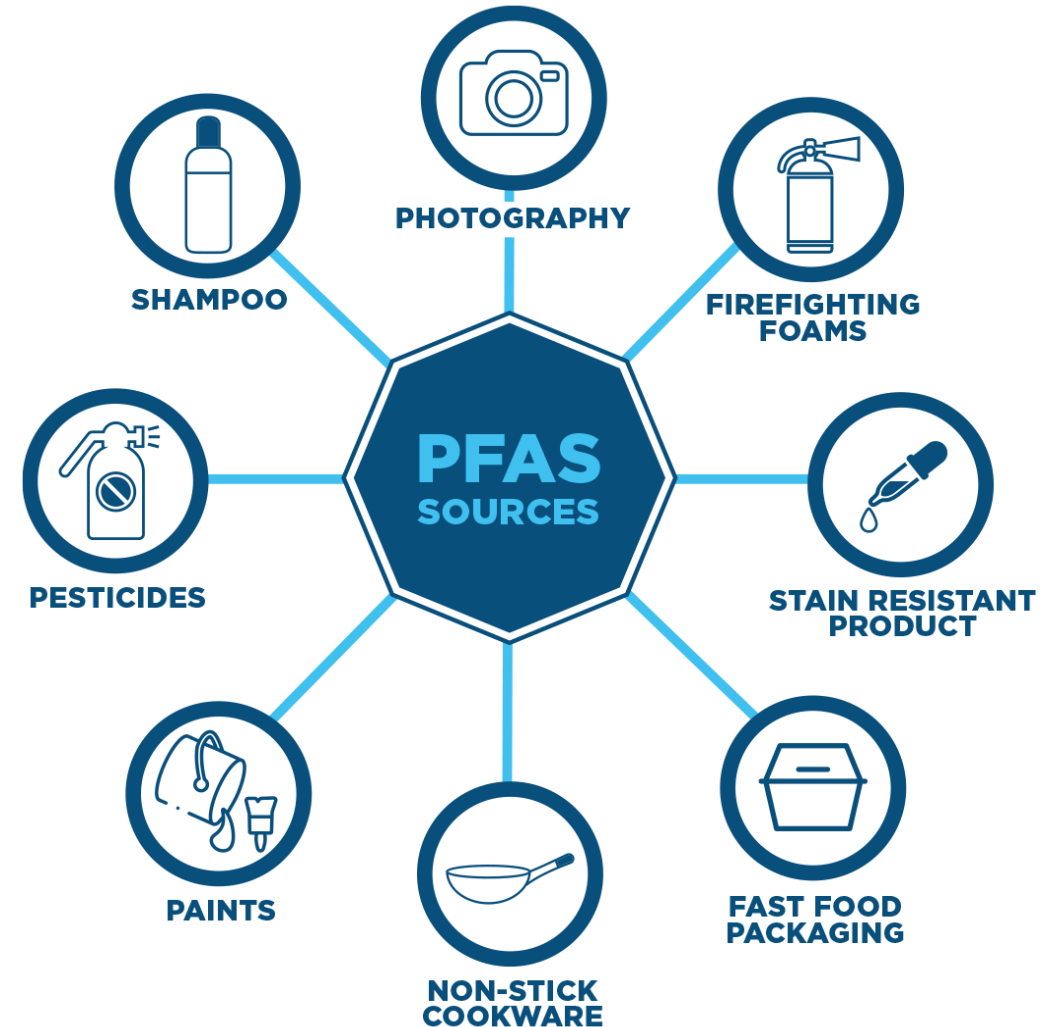 PHOTOGRAPHY
SHAMPOO
FIREFIGHTING
FOAMS
PFAS
SOURCES
PESTICIDES
STAIN RESISTANT
PRODUCT
PAINTS
FAST FOOD
PACKAGING
NON-STICK
COOKWARE